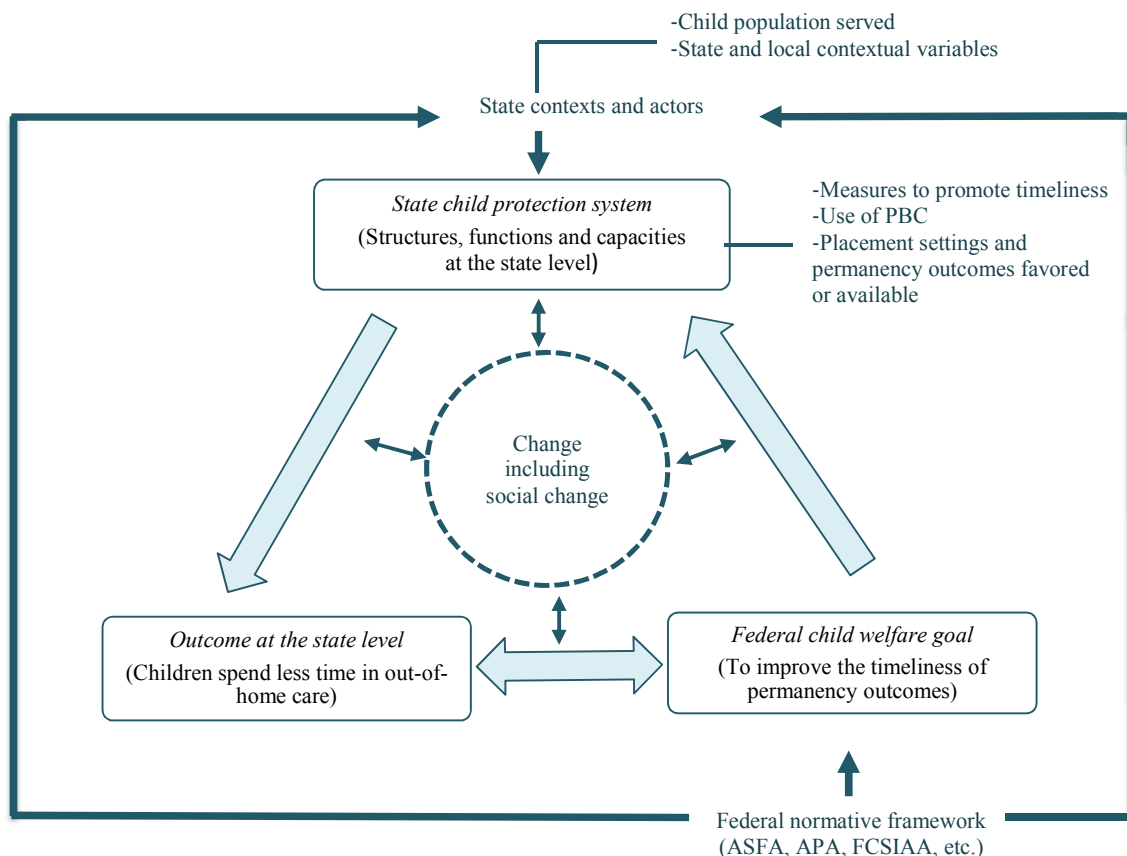 -Child population served
-State and local contextual variables
State contexts and actors
State child protection system
(Structures, functions and capacities
at the state level)
-Measures to promote timeliness
-Use of PBC
-Placement settings and
permanency outcomes favored
or available
Change
including
social change
Outcome at the state level
(Children spend less time in out-of-
home care)
Federal child welfare goal
(To improve the timeliness of
permanency outcomes)
Federal normative framework
(ASFA, APA, FCSIAA, etc.)